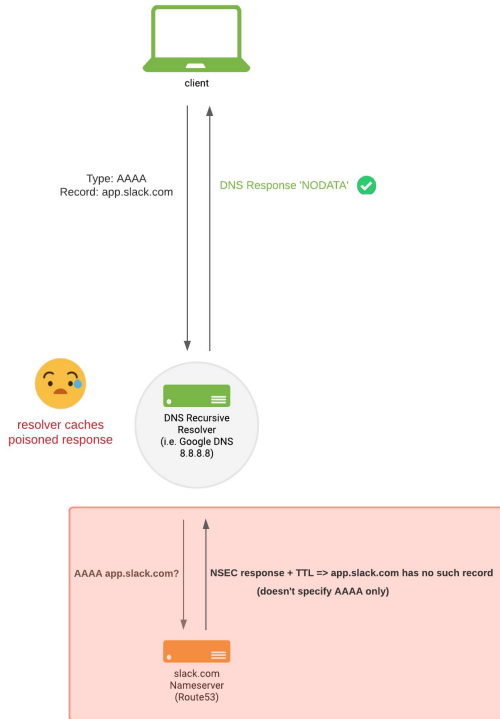 client
Type: AAAA
Record: app.slack.com
DNS Response 'NODATA'
resolver caches
poisoned response
DNS Recursive
Resolver
(i.e. Google DNS
8.8.8.8)
AAAA app.slack.com?
NSEC response + TTL => app.slack.com has no such record
(doesn't specify AAAA only)
slack.com
Nameserver
(Route53)